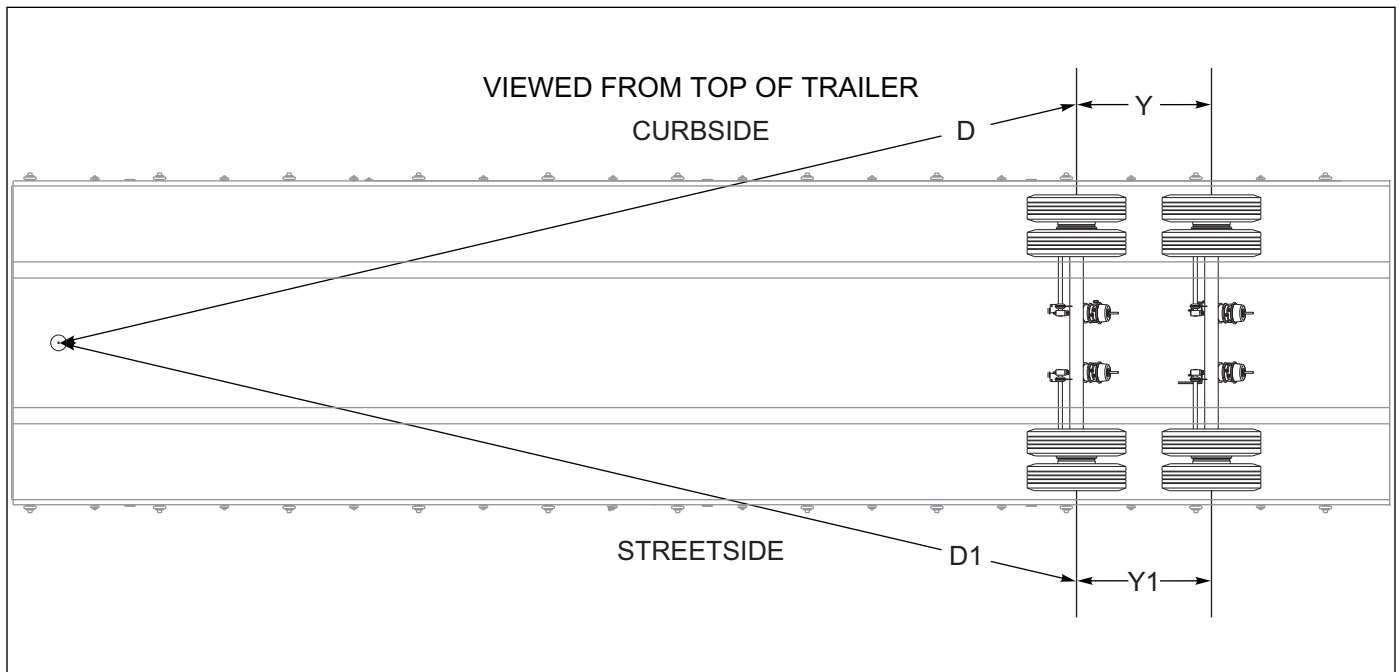 VIEWED FROM TOP OF TRAILER
CURBSIDE
D
Y
STREETSIDE
D1
Y1